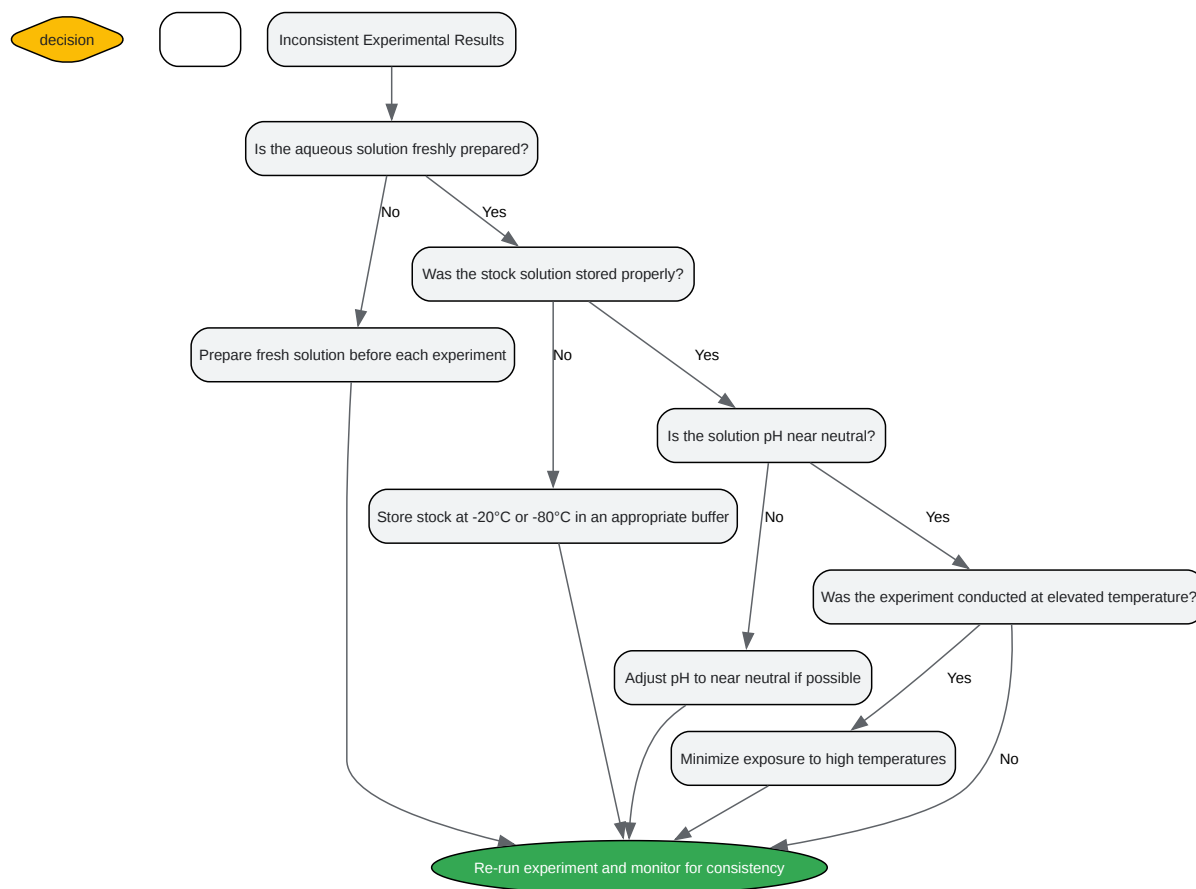 decision
Inconsistent Experimental Results
Is the aqueous solution freshly prepared?
No
Yes
Was the stock solution stored properly?
Prepare fresh solution before each experiment
No
Yes
Is the solution pH near neutral?
Store stock at -20°C or -80°C in an appropriate buffer
No
Yes
Was the experiment conducted at elevated temperature?
Adjust pH to near neutral if possible
Yes
Minimize exposure to high temperatures
No
Re-run experiment and monitor for consistency